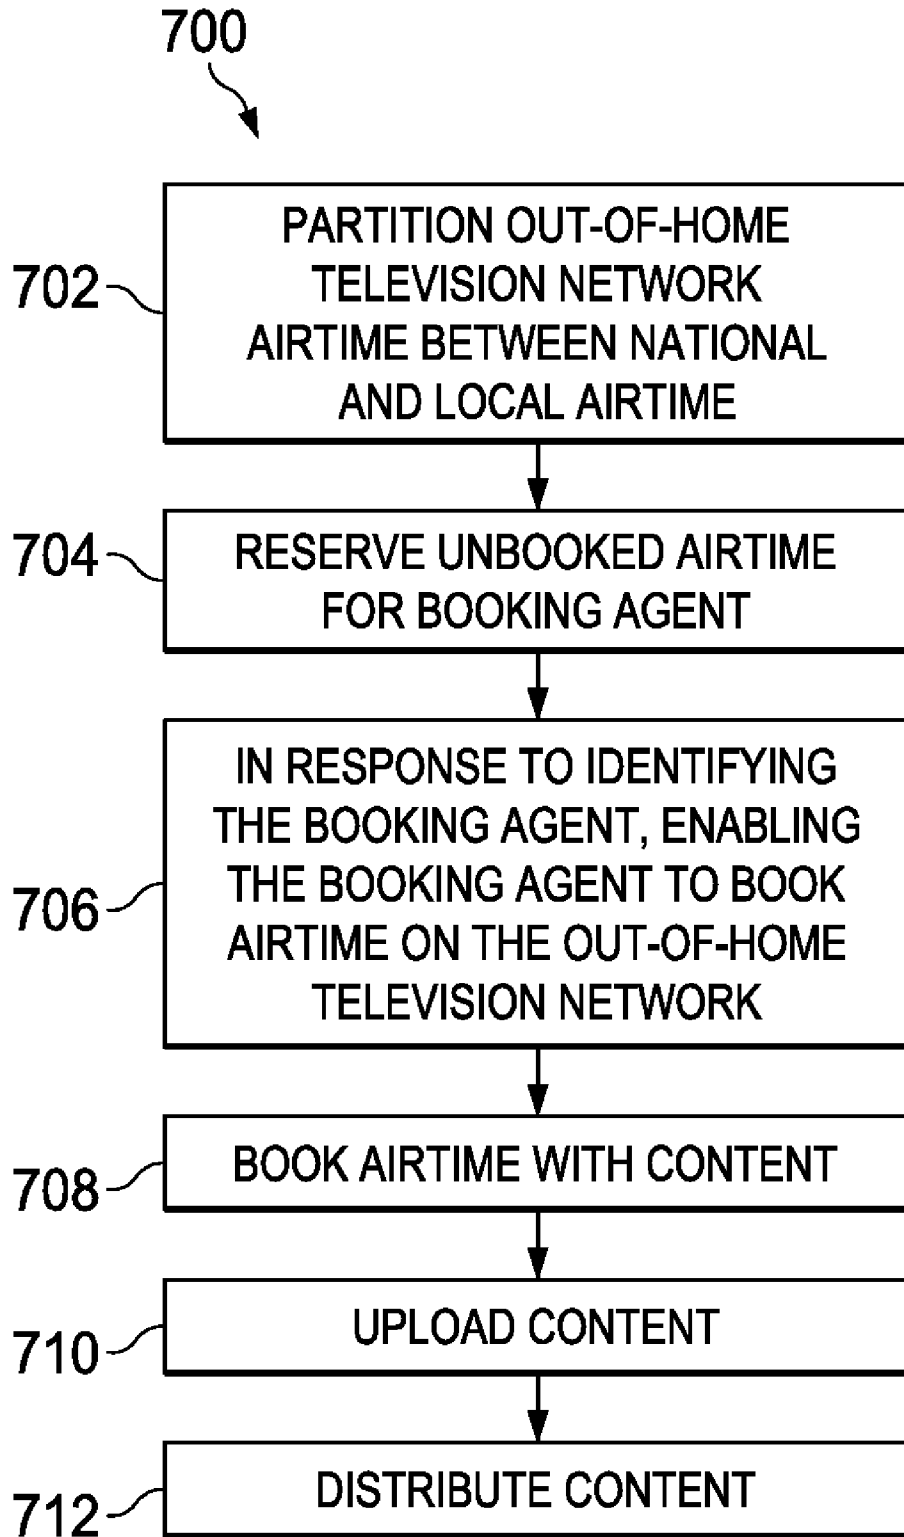 700
702
PARTITION OUT-OF-HOME
TELEVISION NETWORK
AIRTIME BETWEEN NATIONAL
AND LOCAL AIRTIME
704
RESERVE UNBOOKED AIRTIME
FOR BOOKING AGENT
706
IN RESPONSE TO IDENTIFYING
THE BOOKING AGENT, ENABLING
THE BOOKING AGENT TO BOOK
AIRTIME ON THE OUT-OF-HOME
TELEVISION NETWORK
708
BOOK AIRTIME WITH CONTENT
710
UPLOAD CONTENT
712
DISTRIBUTE CONTENT